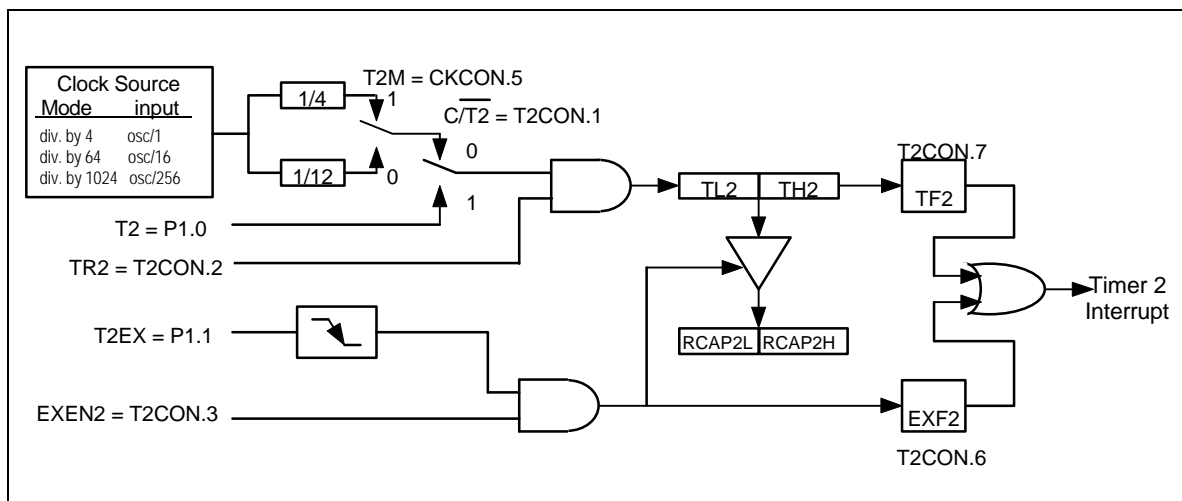 Clock Source
Mode input
div. by 4 osc/1
div. by 64 osc/16
div. by 1024 osc/256
1/4
1/12
T2M = CKCON.5
1
0
C/T2 = T2CON.1
0
1
T2 = P1.0
TR2 = T2CON.2
TL2 TH2
T2CON.7
TF2
T2EX = P1.1
RCAP2L RCAP2H
Timer 2
Interrupt
EXEN2 = T2CON.3
EXF2
T2CON.6